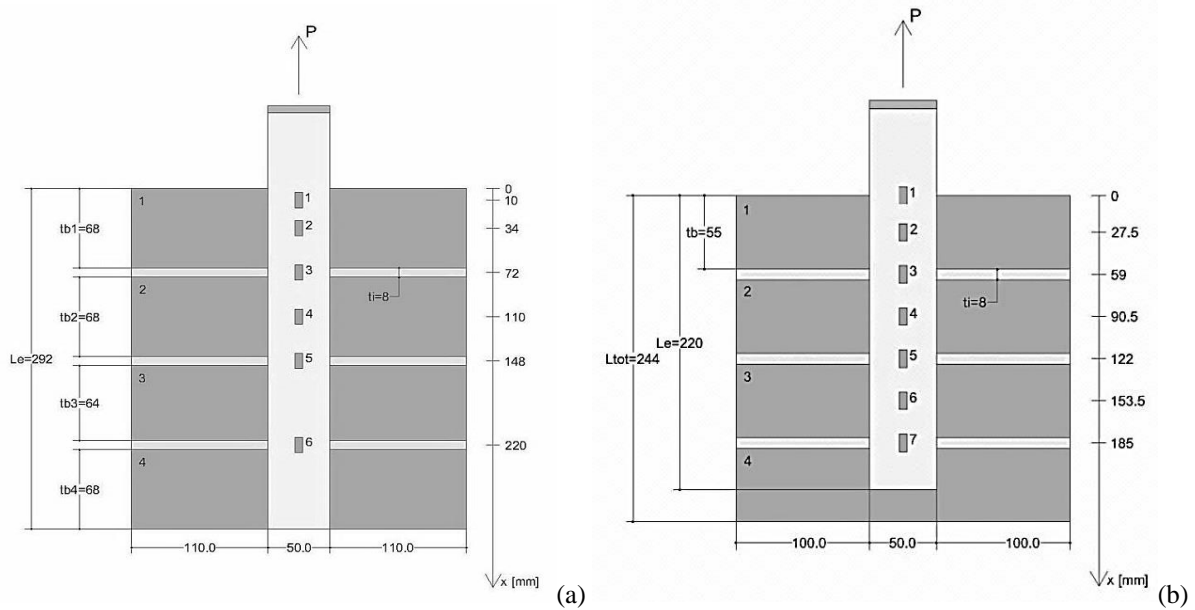 P
1
1
2
3
4
5
6
2
3
4
tb1=68
tb2=68
tb3=64
tb4=68
Le=292
ti=8
0
10
34
72
110
148
220
110.0
50.0
110.0
x [mm]
(a)
P
1
1
2
3
4
5
6
7
2
3
4
tb=55
Le=220
Ltot=244
ti=8
0
27.5
59
90.5
122
153.5
185
100.0
50.0
100.0
x [mm]
(b)